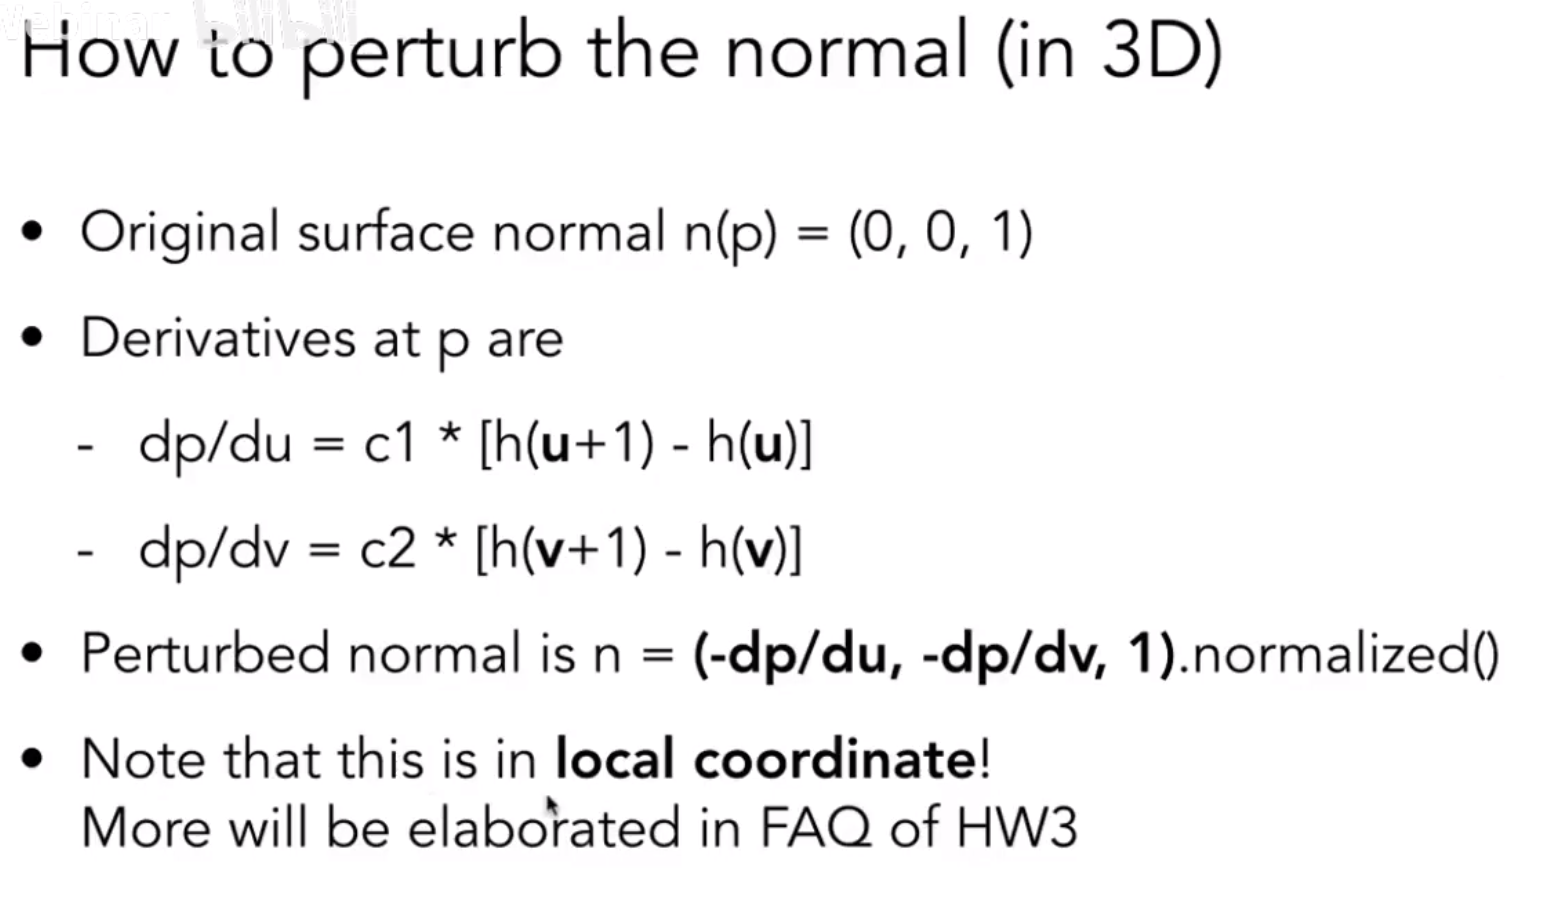 Webinar bilibili
How to perturb the normal (in 3D)
• Original surface normal n(p) = (0, 0, 1)
• Derivatives at p are
- dp/du = c1 * [h(u+1) - h(u)]
- dp/dv = c2 * [h(v+1) - h(v)]
• Perturbed normal is n = (-dp/du, -dp/dv, 1).normalized()
• Note that this is in local coordinate!
More will be elaborated in FAQ of HW3